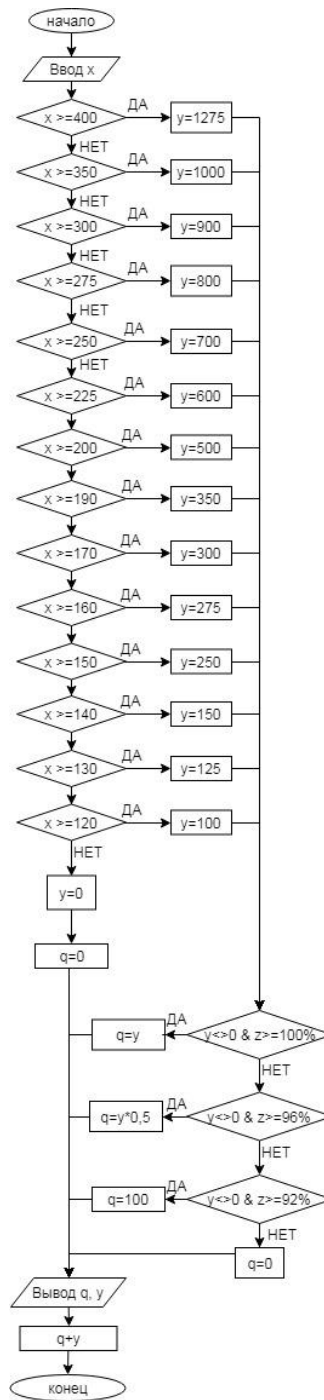 начало
Ввод x
x >=400
ДА
y=1275
НЕТ
x >=350
ДА
y=1000
НЕТ
x >=300
ДА
y=900
НЕТ
x >=275
ДА
y=800
НЕТ
x >=250
ДА
y=700
НЕТ
x >=225
ДА
y=600
x >=200
ДА
y=500
x >=190
ДА
y=350
x >=170
ДА
y=300
x >=160
ДА
y=275
x >=150
ДА
y=250
x >=140
ДА
y=150
x >=130
ДА
y=125
x >=120
ДА
y=100
НЕТ
y=0
q=0
y<>0 & z>=100%
ДА
q=y
НЕТ
y<>0 & z>=96%
ДА
q=y*0,5
НЕТ
y<>0 & z>=92%
ДА
q=100
НЕТ
q=0
Вывод q, y
q+y
конец